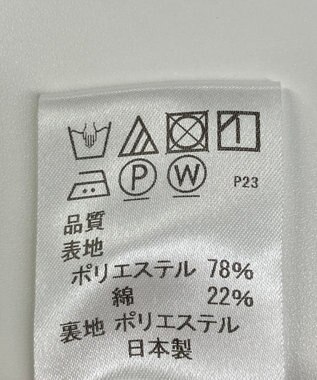 P W P23
品質
表地
ポリエステル 78%
綿 22%
裏地 ポリエステル
日本製